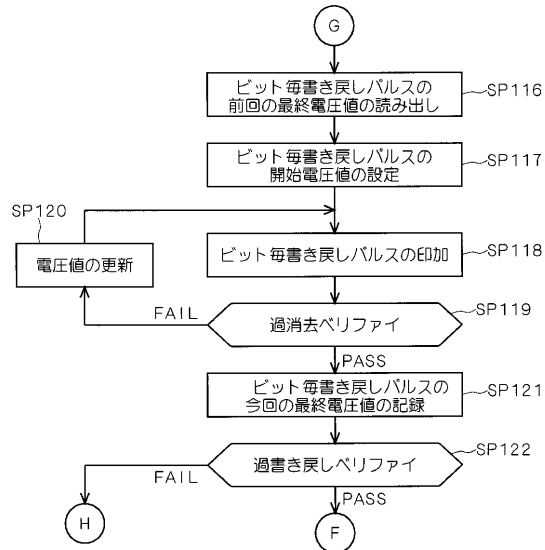 G
ビット毎書き戻しパルスの
前回の最終電圧値の読み出し
SP116
ビット毎書き戻しパルスの
開始電圧値の設定
SP117
SP120
電圧値の更新
ビット毎書き戻しパルスの印加
SP118
FAIL
過消去ベリファイ
SP119
PASS
ビット毎書き戻しパルスの
今回の最終電圧値の記録
SP121
過書き戻しベリファイ
SP122
FAIL
PASS
H
F